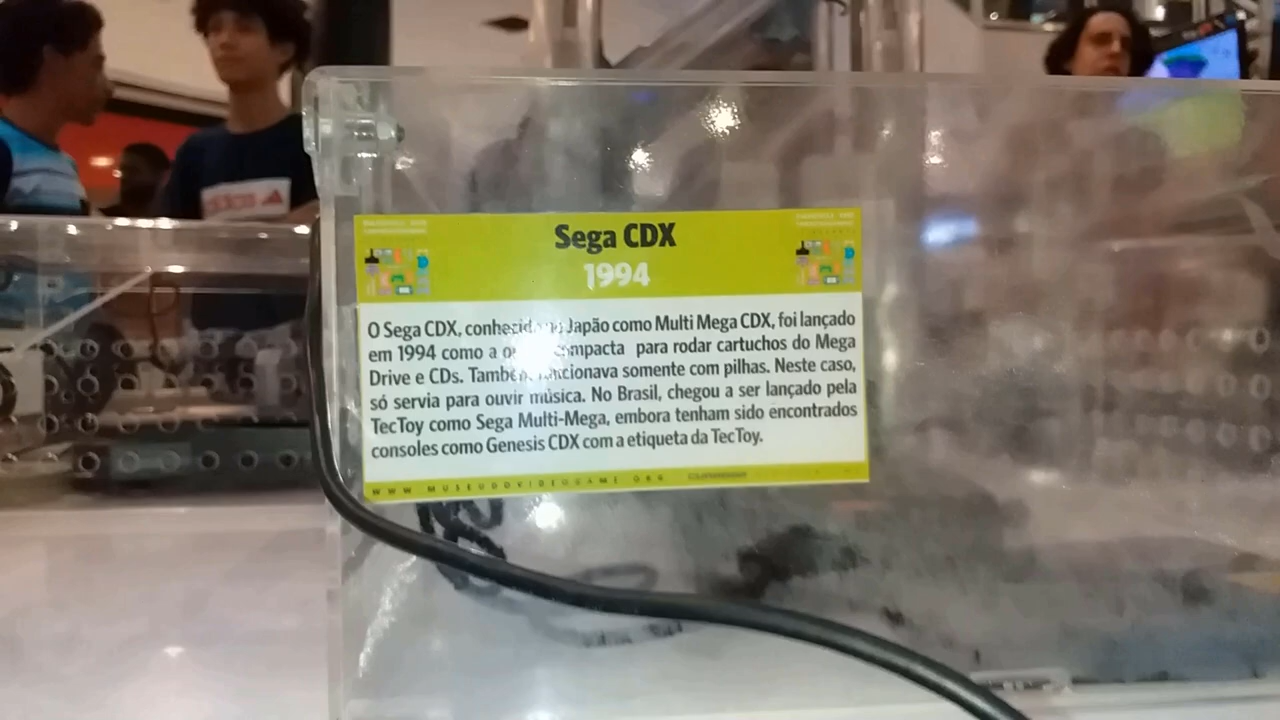 Sega CDX
1994
O Sega CDX, Japão como Multi Mega CDX, foi lançado
em 1994 como a para rodar cartuchos do Mega
Drive e CDs. Também funcionava somente com pilhas. Neste caso,
só servia para ouvir música. No Brasil, chegou a ser lançado pela
TecToy como Sega Multi-Mega, embora tenham sido encontrados
consoles como Genesis CDX com a etiqueta da TecToy.
WWW.MUSEUDOVIDEOGAME.ORG